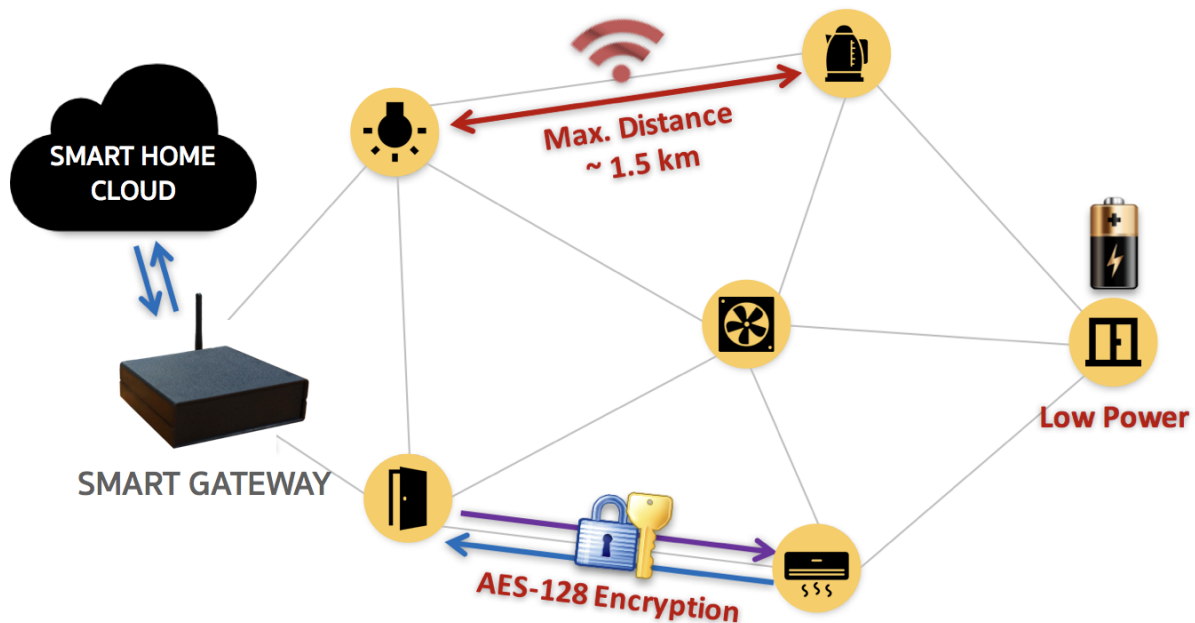 SMART HOME
CLOUD
Max. Distance
~ 1.5 km
Low Power
SMART GATEWAY
AES-128 Encryption